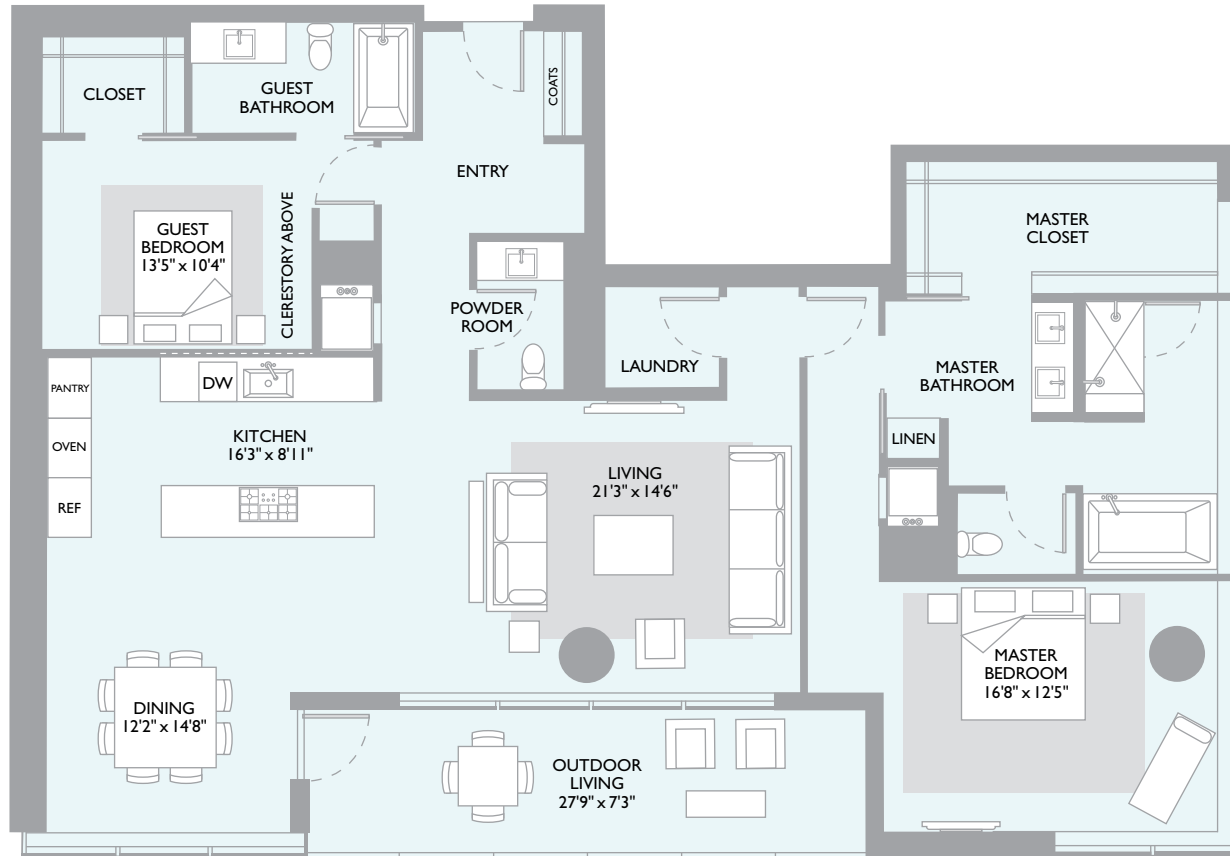 CLOSET
GUEST
BATHROOM
COATS
ENTRY
GUEST
BEDROOM
13'5" x 10'4"
CLERESTORY ABOVE
MASTER
CLOSET
POWDER
ROOM
LAUNDRY
MASTER
BATHROOM
PANTRY
DW
OVEN
KITCHEN
16'3" x 8'11"
LINEN
REF
LIVING
21'3" x 14'6"
MASTER
BEDROOM
16'8" x 12'5"
DINING
12'2" x 14'8"
OUTDOOR
LIVING
27'9" x 7'3"